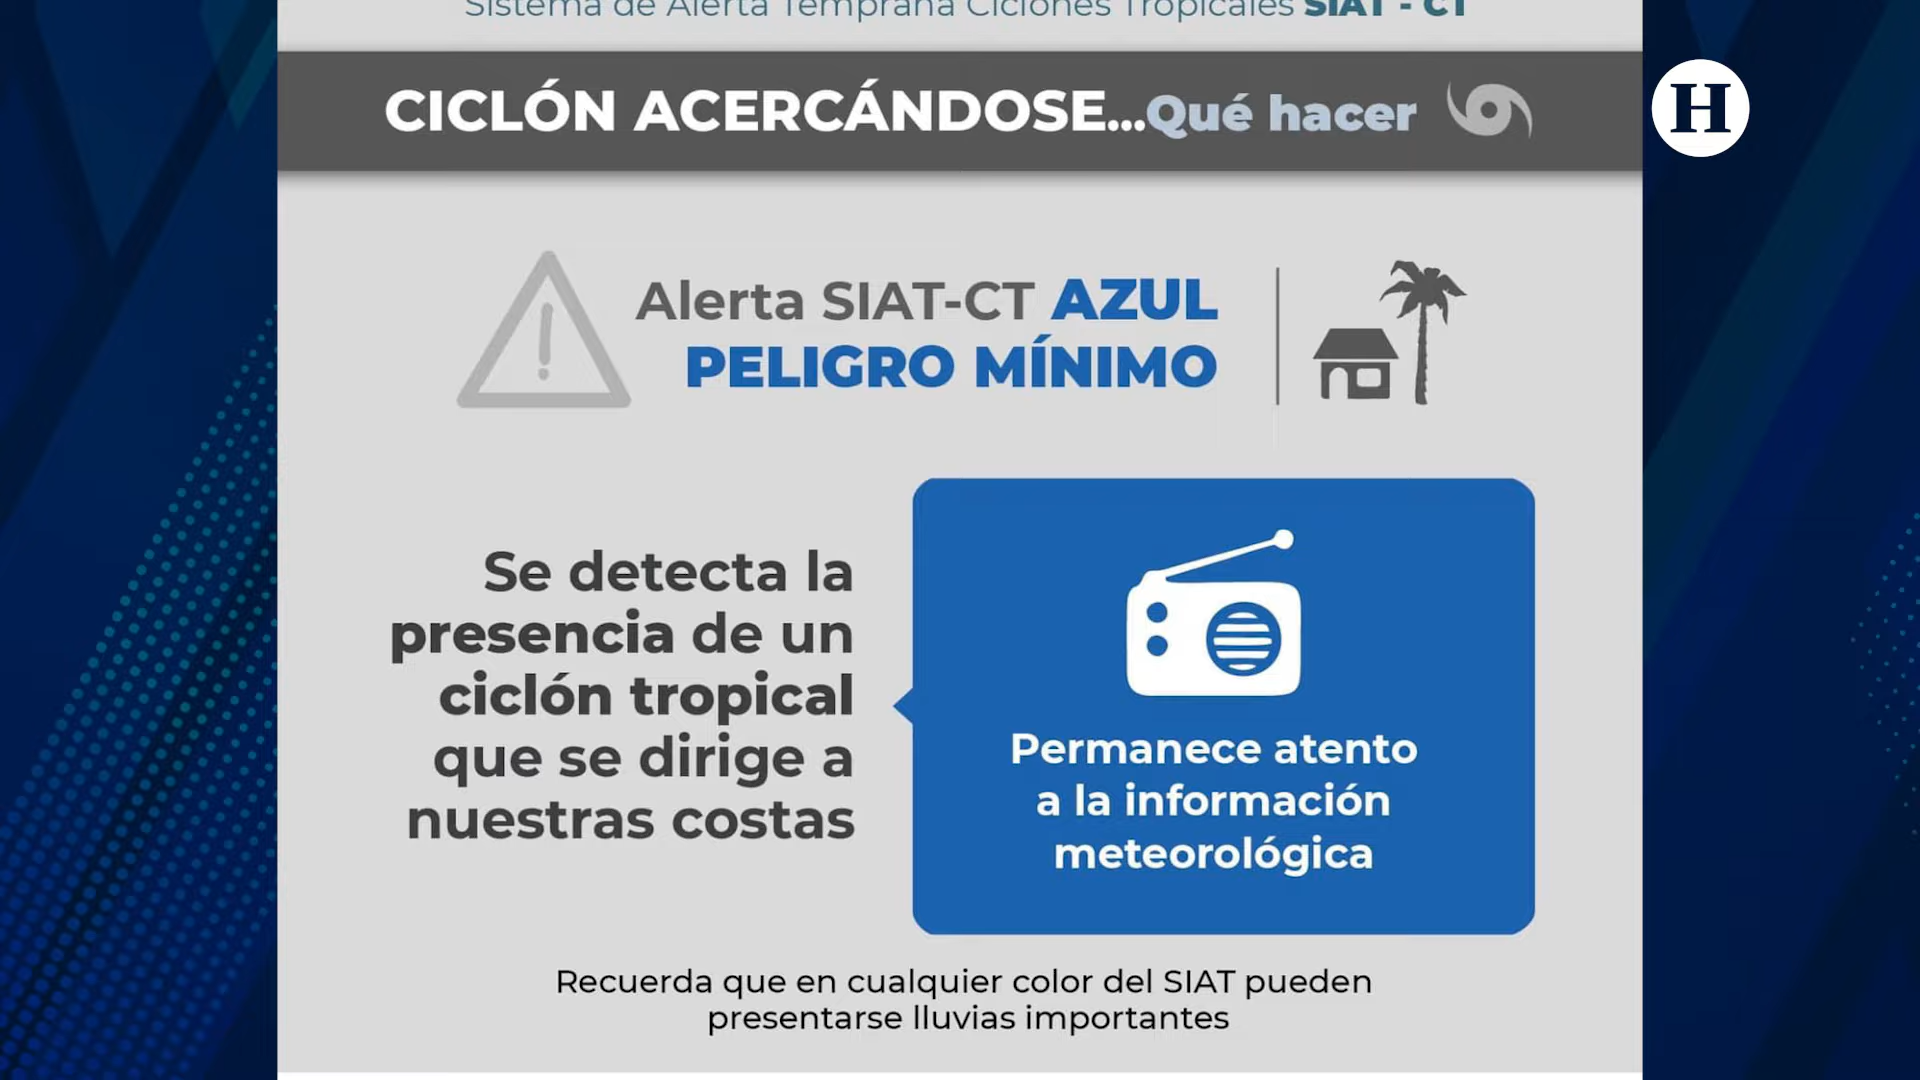 Sistema de Alerta Temprana Ciclones Tropicales SIAT - CT
CICLÓN ACERCÁNDOSE...Qué hacer
H
Alerta SIAT-CT AZUL
PELIGRO MÍNIMO
Se detecta la
presencia de un
ciclón tropical
que se dirige a
nuestras costas
Permanece atento
a la información
meteorológica
Recuerda que en cualquier color del SIAT pueden
presentarse lluvias importantes